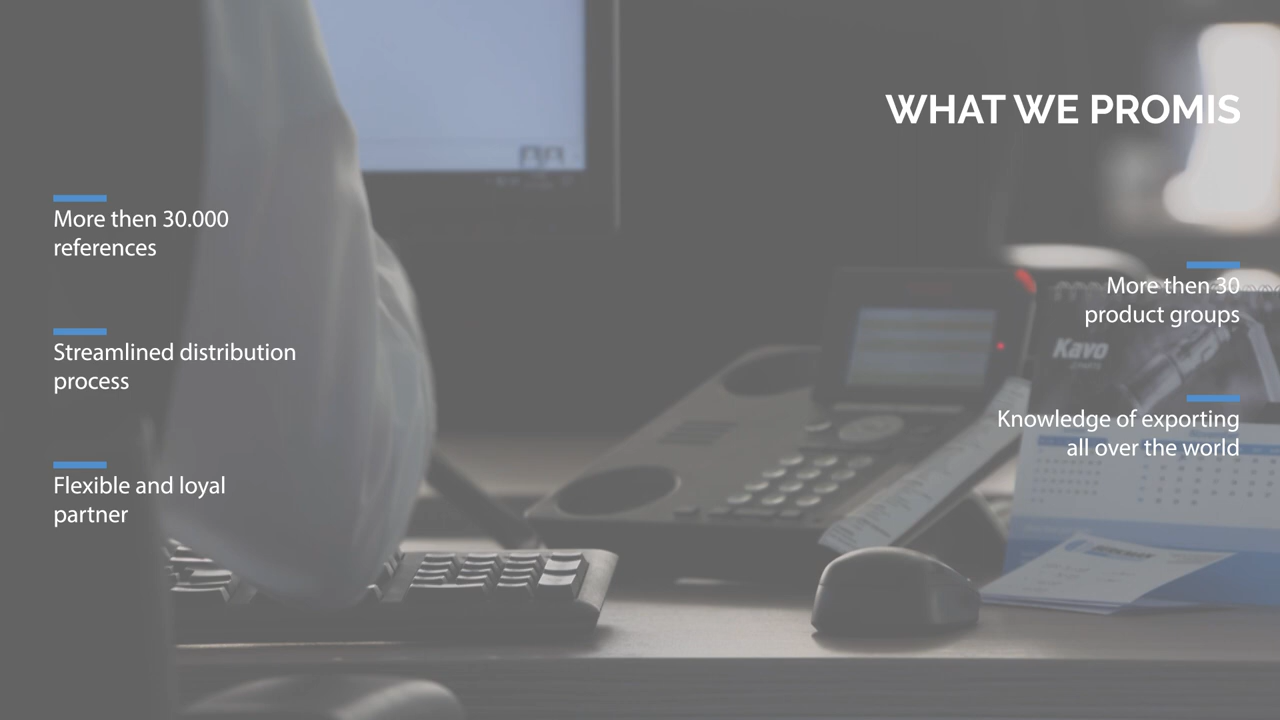 WHAT WE PROMIS
More then 30.000
references
Streamlined distribution
process
Flexible and loyal
partner
More then 30
product groups
Knowledge of exporting
all over the world
Kavo